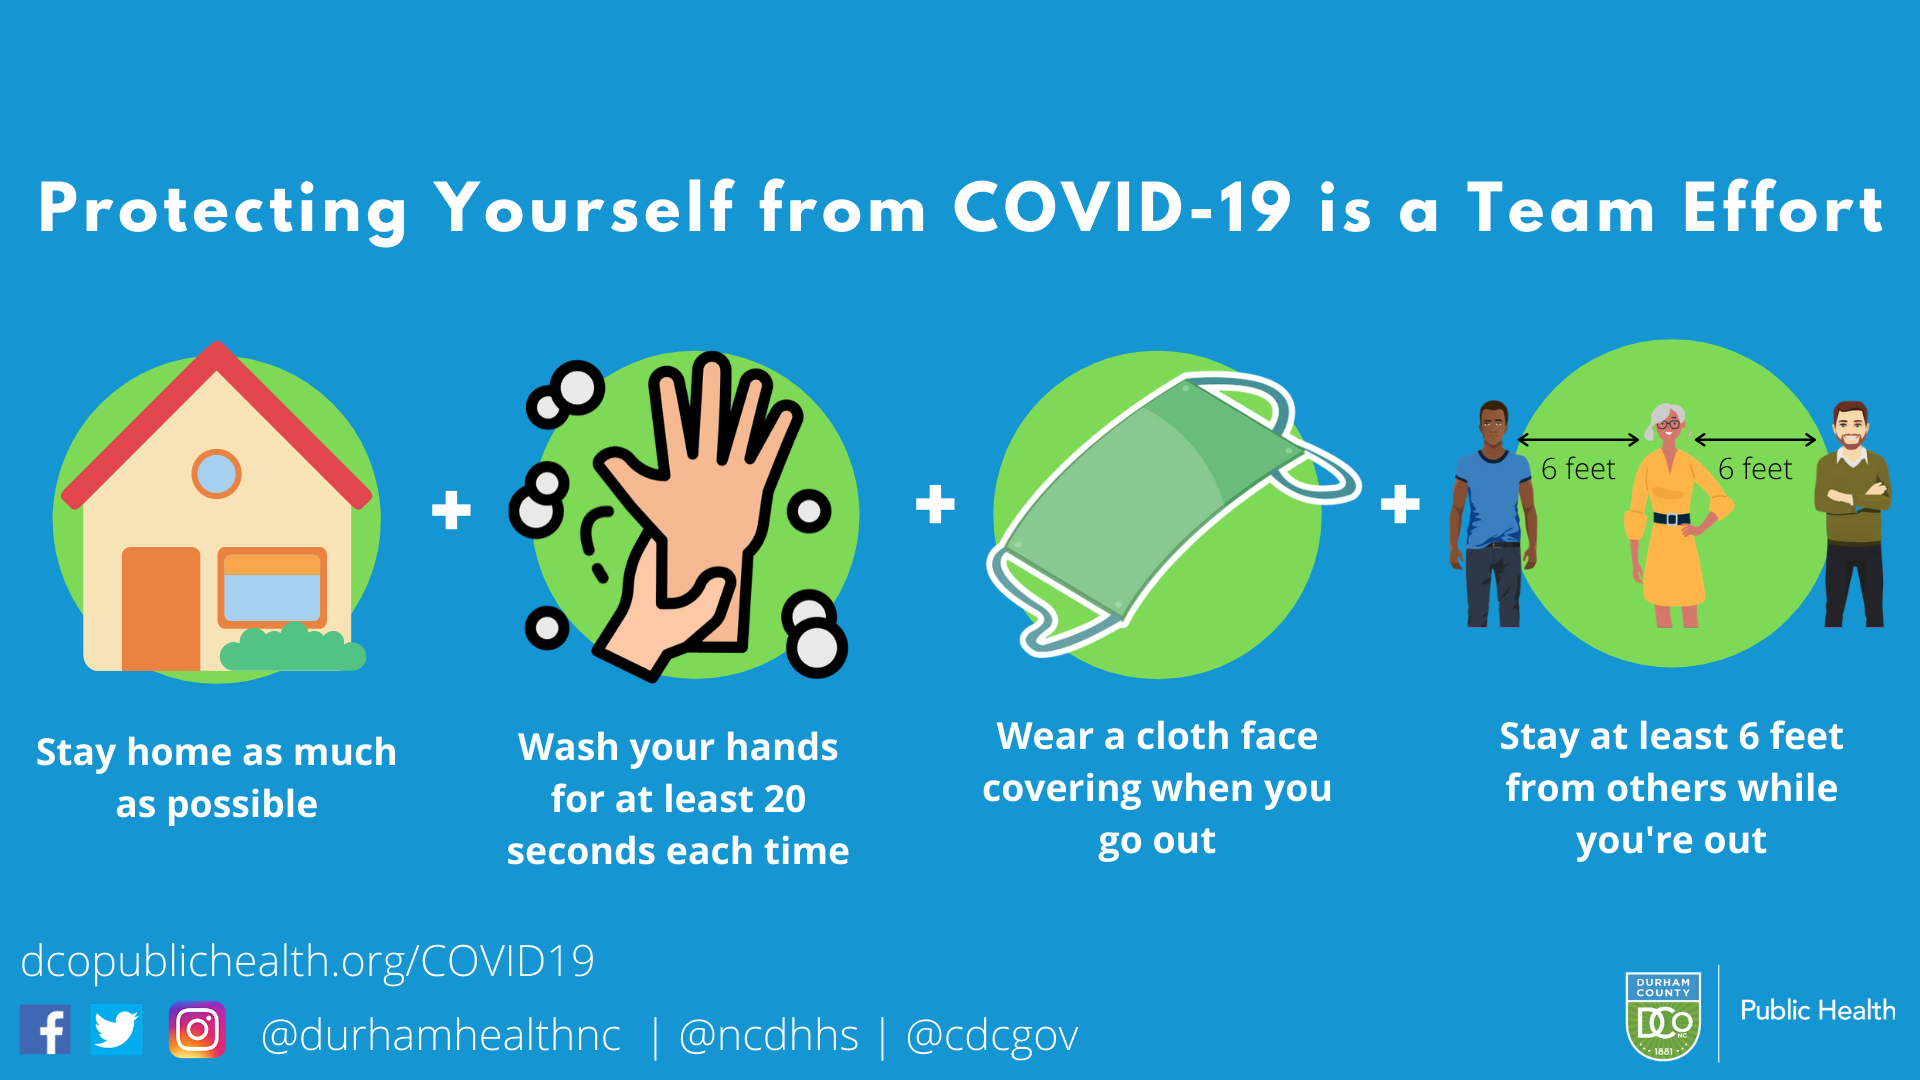 Protecting Yourself from COVID-19 is a Team Effort
6 feet
6 feet
Stay home as much
as possible
Wash your hands
for at least 20
seconds each time
Wear a cloth face
covering when you
go out
Stay at least 6 feet
from others while
you're out
dcopublichealth.org/COVID19
@durhamhealthnc | @ncdhhs | @cdcgov
DURHAM
COUNTY
DCo
NC
1881
Public Health